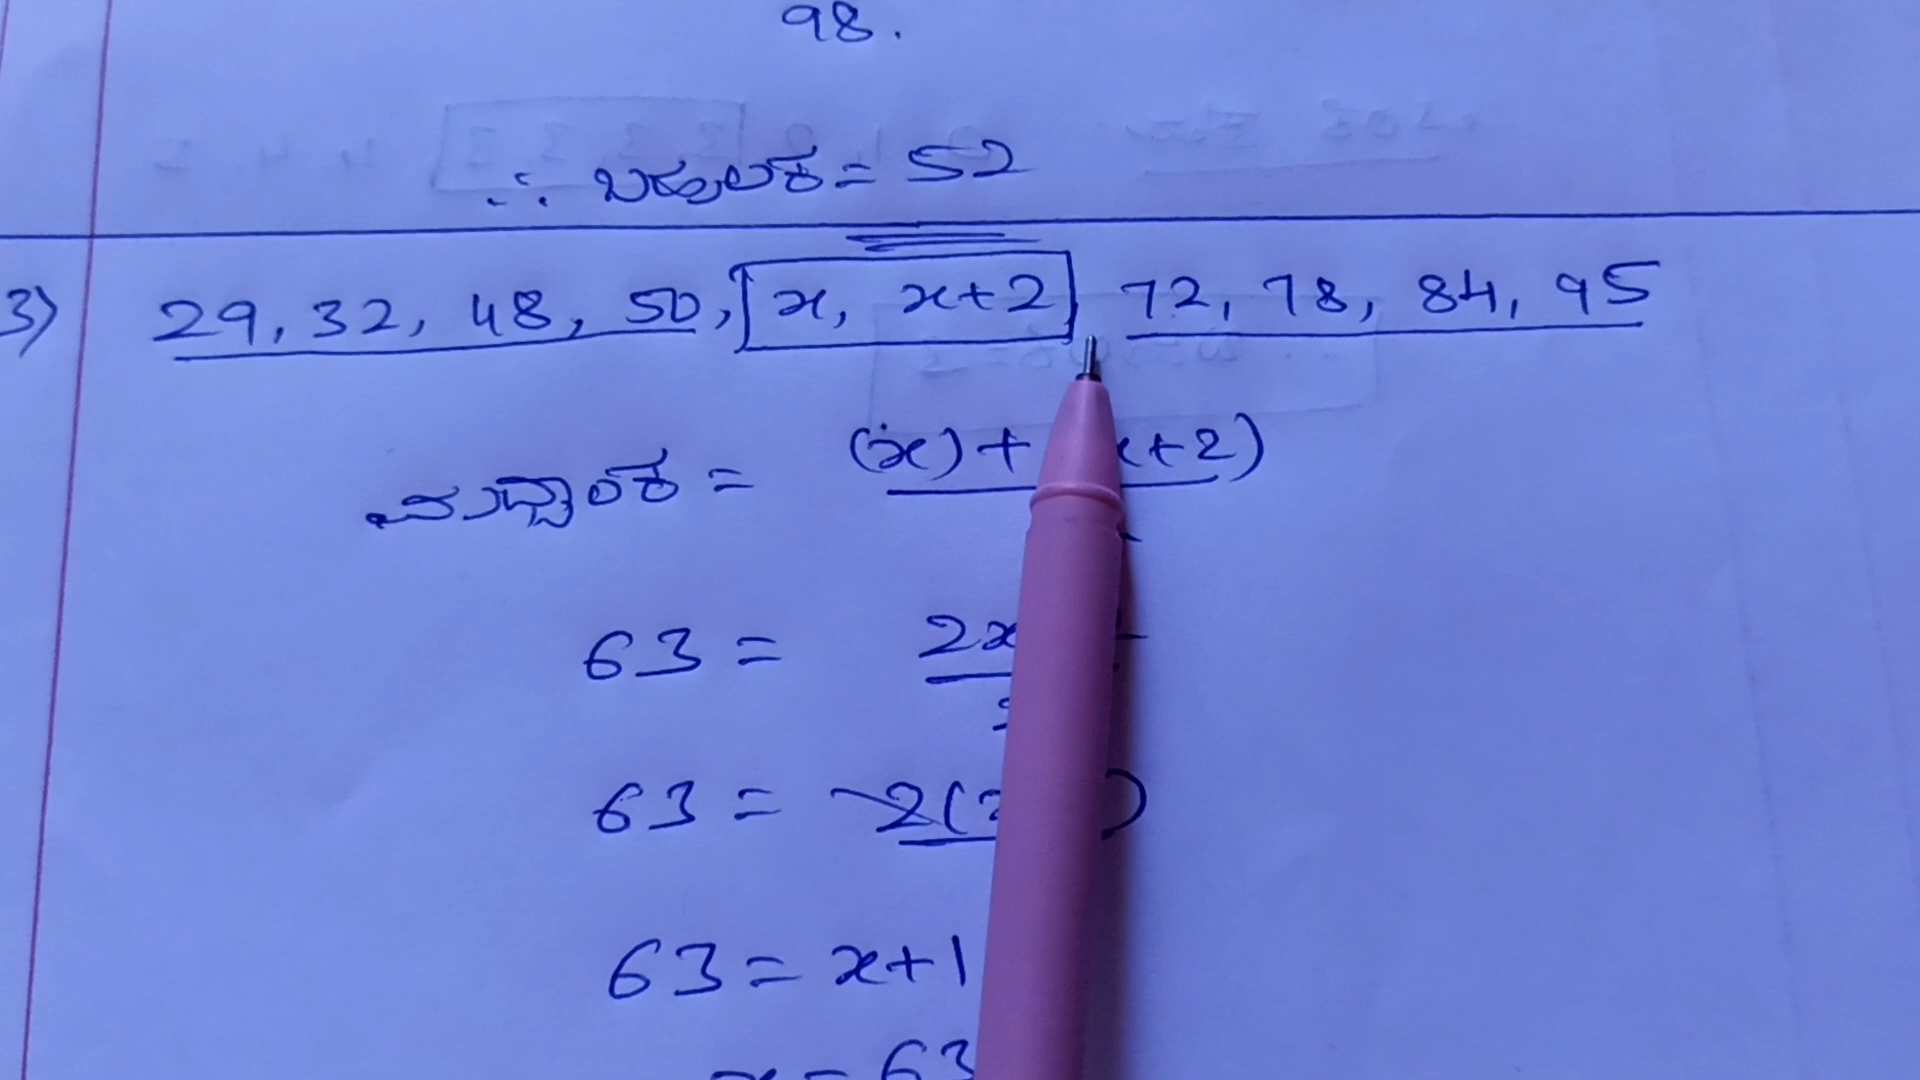 98.
∴ ಬಹುಲಕ = 52
3) 29, 32, 48, 50, x, x+2, 72, 78, 84, 95
ಮಧ್ಯಾಂಕ = (x) + x+2)
63 = 2x
63 = 2( )
63 = x+1
x = 63